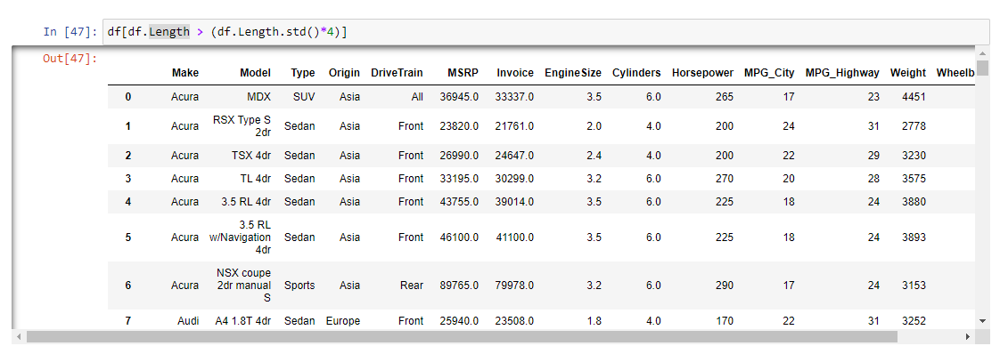 In [47]: df[df.Length > (df.Length.std()*4)]
Out[47]:
Make Model Type Origin DriveTrain MSRP Invoice EngineSize Cylinders Horsepower MPG_City MPG_Highway Weight Wheelb
0 Acura MDX SUV Asia All 36945.0 33337.0 3.5 6.0 265 17 23 4451
1 Acura RSX Type S 2dr Sedan Asia Front 23820.0 21761.0 2.0 4.0 200 24 31 2778
2 Acura TSX 4dr Sedan Asia Front 26990.0 24647.0 2.4 4.0 200 22 29 3230
3 Acura TL 4dr Sedan Asia Front 33195.0 30299.0 3.2 6.0 270 20 28 3575
4 Acura 3.5 RL 4dr Sedan Asia Front 43755.0 39014.0 3.5 6.0 225 18 24 3880
5 Acura 3.5 RL w/Navigation 4dr Sedan Asia Front 46100.0 41100.0 3.5 6.0 225 18 24 3893
6 Acura NSX coupe 2dr manual S Sports Asia Rear 89765.0 79978.0 3.2 6.0 290 17 24 3153
7 Audi A4 1.8T 4dr Sedan Europe Front 25940.0 23508.0 1.8 4.0 170 22 31 3252